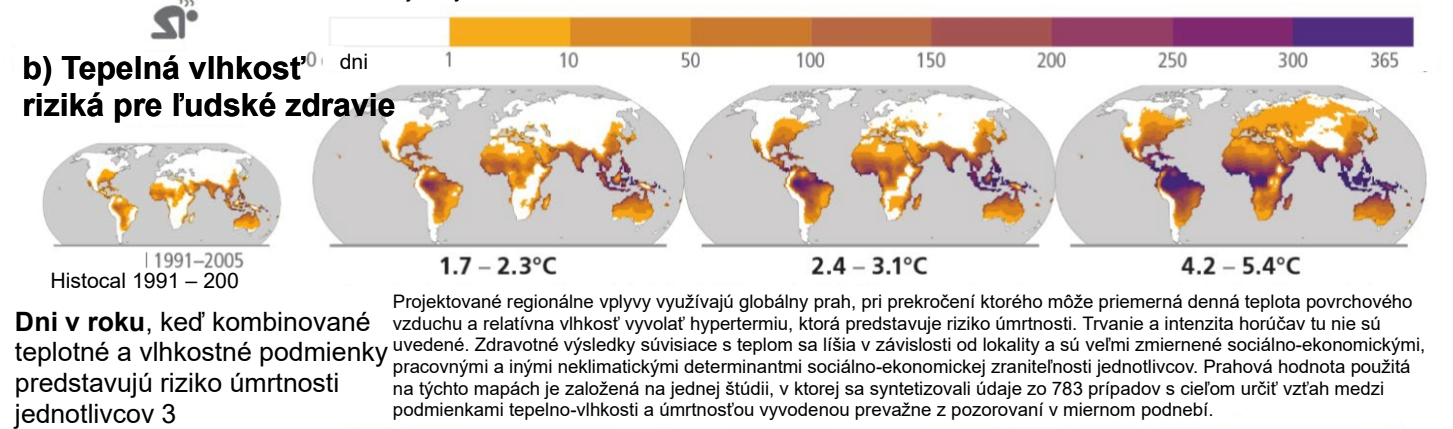 0 dni 1 10 50 100 150 200 250 300 365
b) Tepelná vlhkosť
riziká pre ľudské zdravie
1991–2005
Histocal 1991 – 200
1.7 – 2.3°C
2.4 – 3.1°C
4.2 – 5.4°C
Dni v roku, keď kombinované
teplotné a vlhkostné podmienky
predstavujú riziko úmrtnosti
jednotlivcov 3
Projektované regionálne vplyvy využívajú globálny prah, pri prekročení ktorého môže priemerná denná teplota povrchového
vzduchu a relatívna vlhkosť vyvolať hypertermiu, ktorá predstavuje riziko úmrtnosti. Trvanie a intenzita horúčav tu nie sú
uvedené. Zdravotné výsledky súvisiace s teplom sa líšia v závislosti od lokality a sú veľmi zmiernené sociálno-ekonomickými,
pracovnými a inými neklimatickými determinantmi sociálno-ekonomickej zraniteľnosti jednotlivcov. Prahová hodnota použitá
na týchto mapách je založená na jednej štúdii, v ktorej sa syntetizovali údaje zo 783 prípadov s cieľom určiť vzťah medzi
podmienkami tepelno-vlhkosti a úmrtnosťou vyvodenou prevažne z pozorovaní v miernom podnebí.